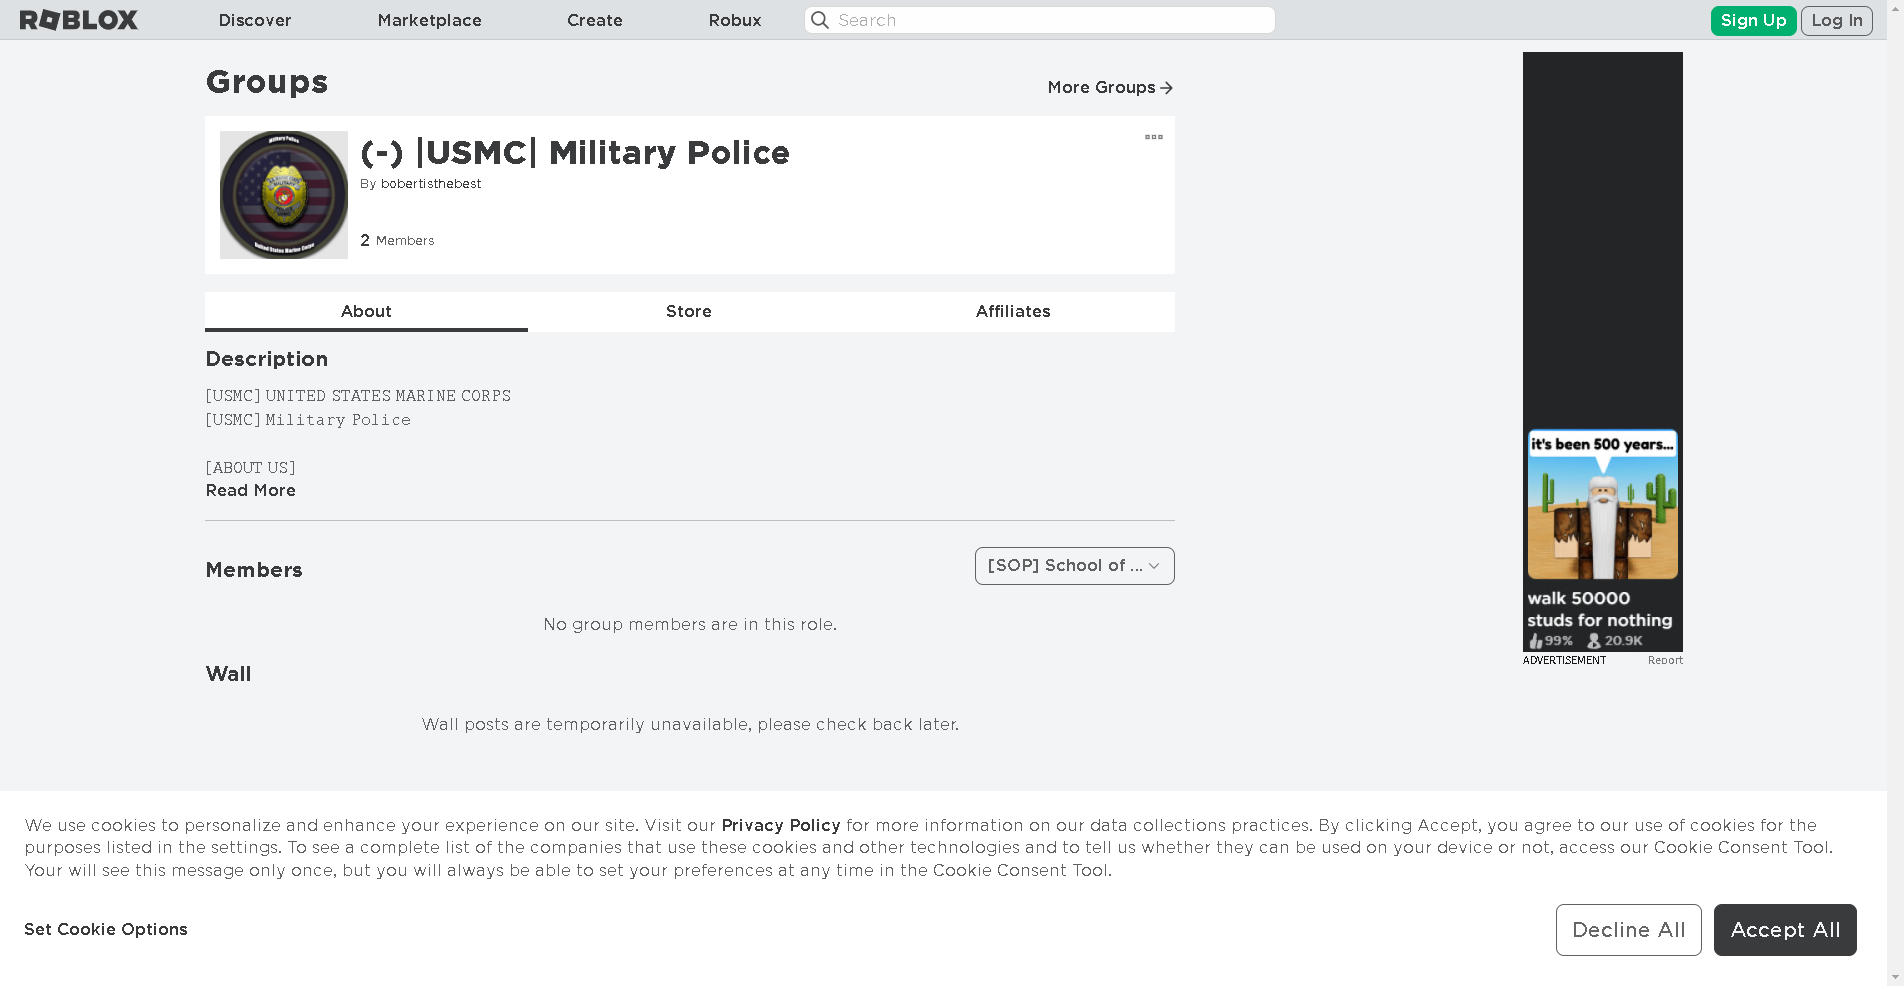 ROBLOX
Discover
Marketplace
Create
Robux
Search
Sign Up
Log In
Groups
More Groups
Military Police
United States Marine Corps
(-) |USMC| Military Police
By bobertisthebest
2 Members
About
Store
Affiliates
Description
[USMC] UNITED STATES MARINE CORPS
[USMC] Military Police
[ABOUT US]
Read More
Members
[SOP] School of ...
No group members are in this role.
Wall
Wall posts are temporarily unavailable, please check back later.
it's been 500 years...
walk 50000
studs for nothing
99% 20.9K
ADVERTISEMENT
Report
We use cookies to personalize and enhance your experience on our site. Visit our Privacy Policy for more information on our data collections practices. By clicking Accept, you agree to our use of cookies for the
purposes listed in the settings. To see a complete list of the companies that use these cookies and other technologies and to tell us whether they can be used on your device or not, access our Cookie Consent Tool.
Your will see this message only once, but you will always be able to set your preferences at any time in the Cookie Consent Tool.
Set Cookie Options
Decline All
Accept All